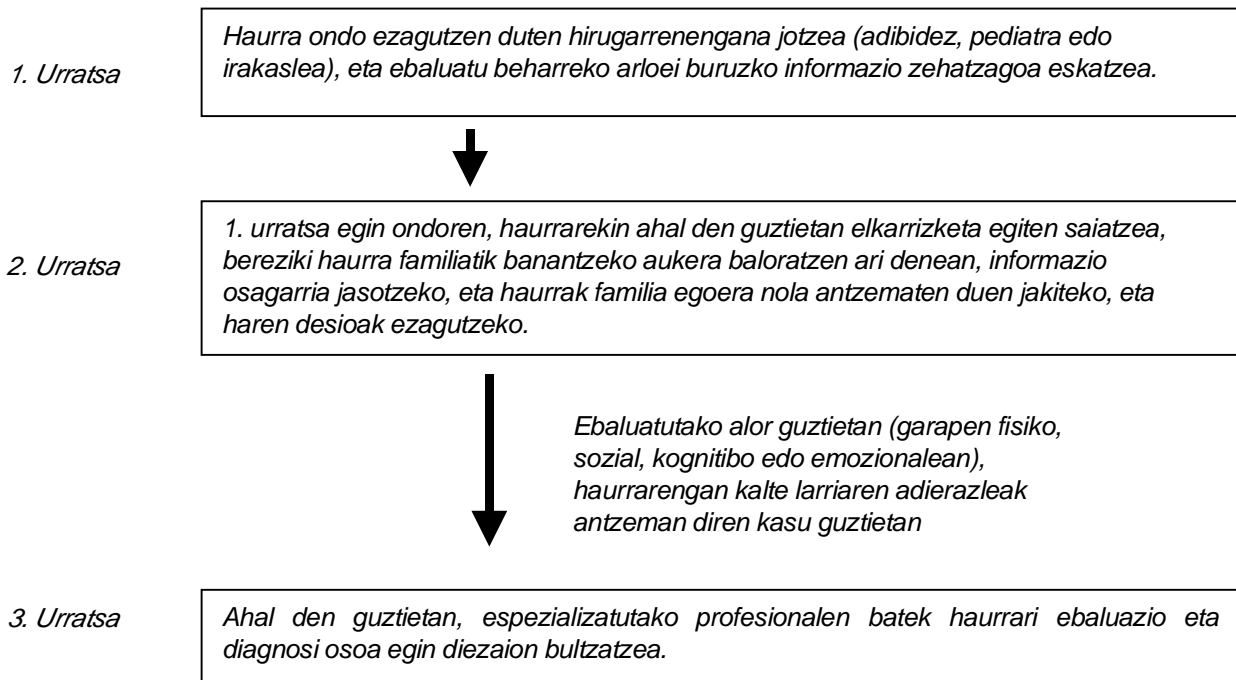 1. Urratsa
Haurra ondo ezagutzen duten hirugarrenengana jotzea (adibidez, pediatra edo
irakaslea), eta ebaluatu beharreko arloei buruzko informazio zehatzagoa eskatzea.
2. Urratsa
1. urratsa egin ondoren, haurrarekin ahal den guztietan elkarrizketa egiten saiatzea,
bereziki haurra familiatik banantzeko aukera baloratzen ari denean, informazio
osagarria jasotzeko, eta haurrak familia egoera nola antzematen duen jakiteko, eta
haren desioak ezagutzeko.
Ebaluatutako alor guztietan (garapen fisiko,
sozial, kognitibo edo emozionalean),
haurrarengan kalte larriaren adierazleak
antzeman diren kasu guztietan
3. Urratsa
Ahal den guztietan, espezializatutako profesionalen batek haurrari ebaluazio eta
diagnosi osoa egin diezaion bultzatzea.